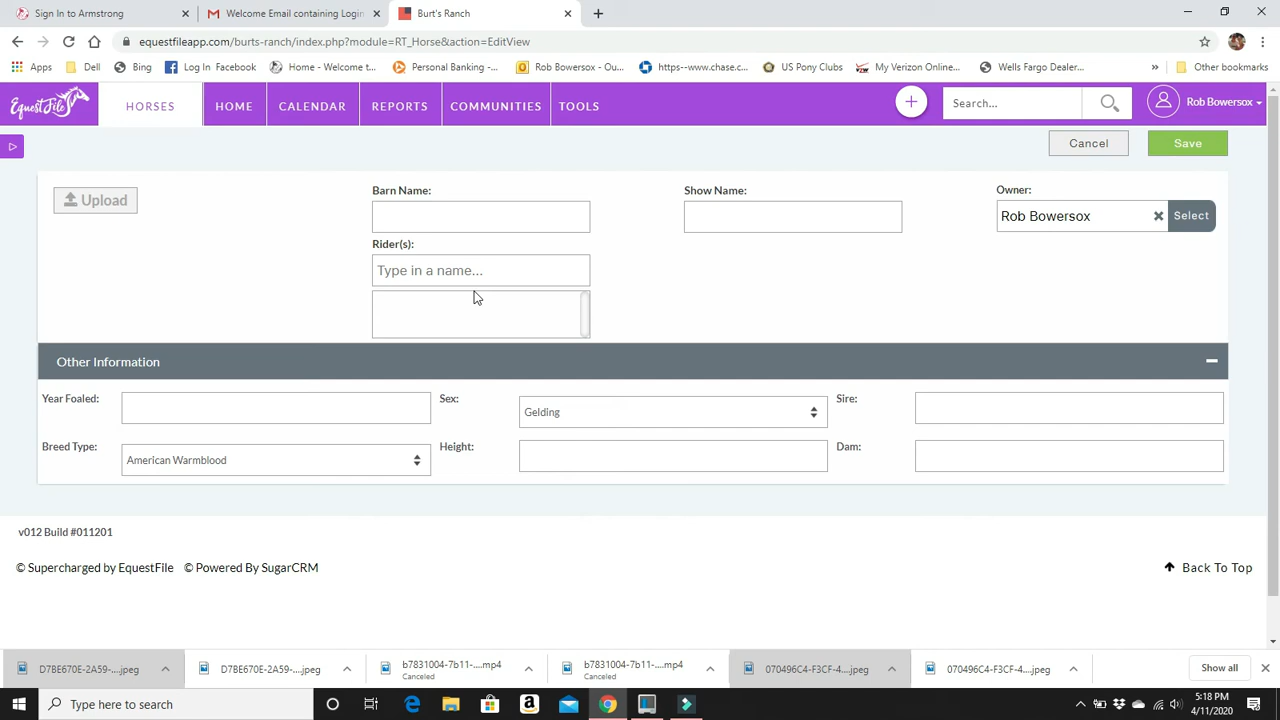 Sign In to Armstrong
Welcome Email containing Login
Burt's Ranch
equestfileapp.com/burts-ranch/index.php?module=RT_Horse&action=EditView
Apps
Dell
Bing
Log In Facebook
Home - Welcome t...
Personal Banking -...
Rob Bowersox - Ou...
https--www.chase.c...
US Pony Clubs
My Verizon Online...
Wells Fargo Dealer...
»
Other bookmarks
EquestFile
HORSES
HOME
CALENDAR
REPORTS
COMMUNITIES
TOOLS
Search...
Rob Bowersox
Cancel
Save
Upload
Barn Name:
Show Name:
Owner:
Rob Bowersox
Select
Rider(s):
Type in a name...
Other Information
Year Foaled:
Sex:
Gelding
Sire:
Breed Type:
American Warmblood
Height:
Dam:
v012 Build #011201
© Supercharged by EquestFile © Powered By SugarCRM
Back To Top
D7BE670E-2A59-....jpeg
D7BE670E-2A59-....jpeg
b7831004-7b11-....mp4
Canceled
b7831004-7b11-....mp4
Canceled
070496C4-F3CF-4....jpeg
070496C4-F3CF-4....jpeg
Show all
Type here to search
5:18 PM
4/11/2020